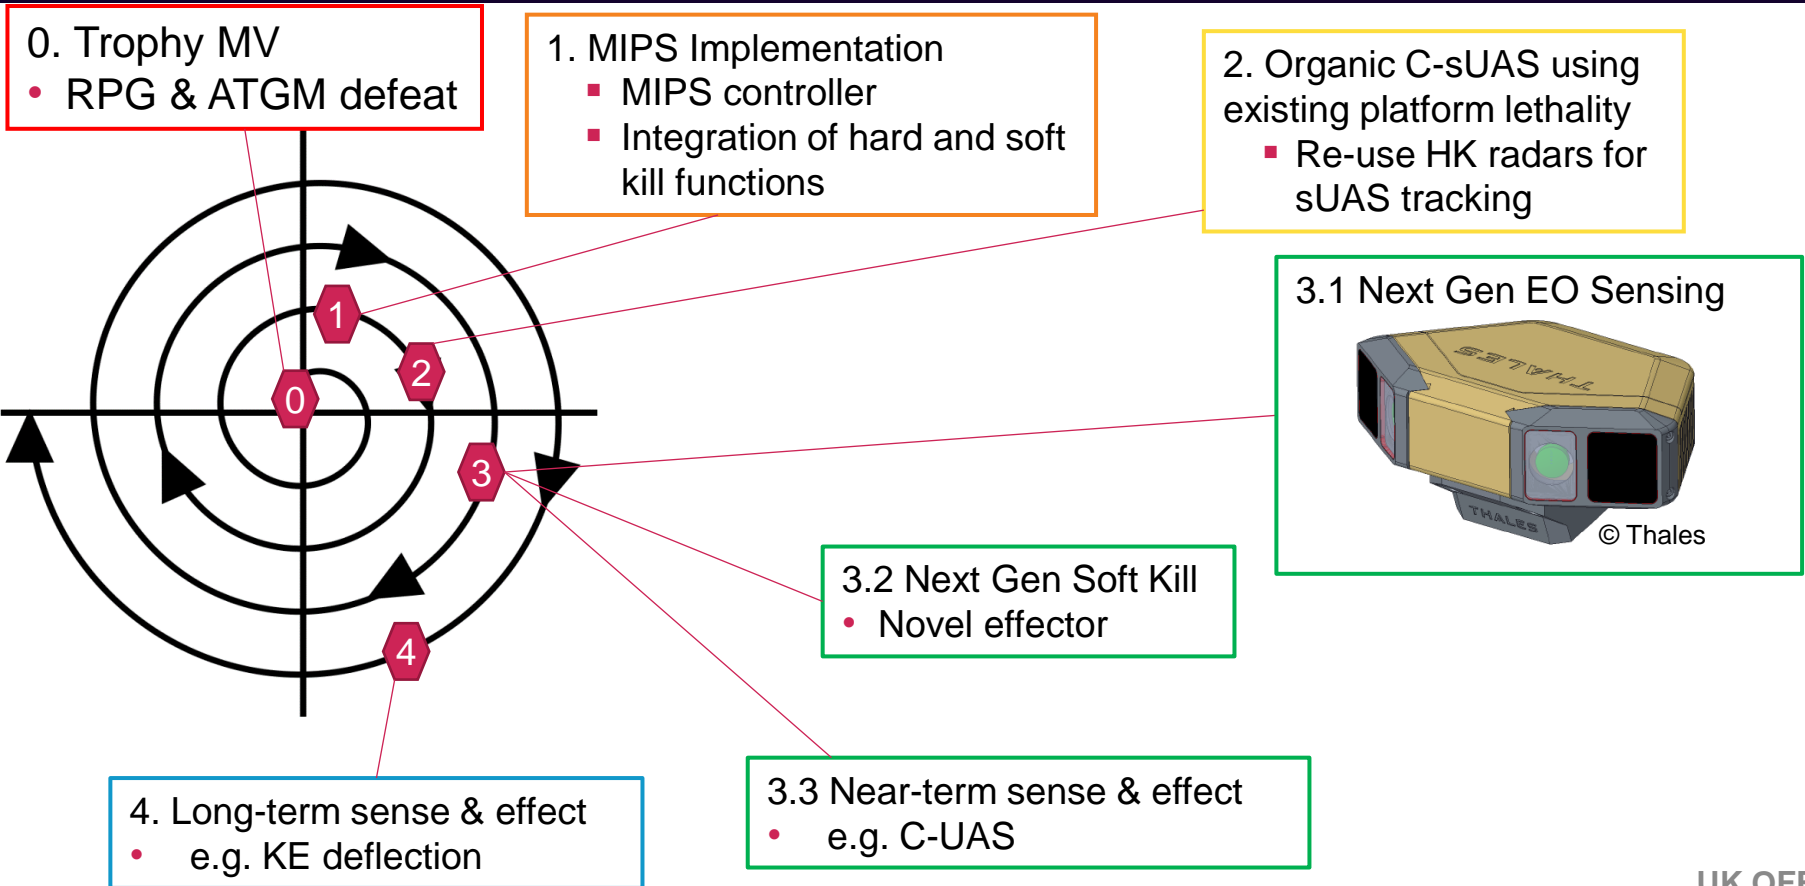 0. Trophy MV
• RPG & ATGM defeat
1. MIPS Implementation
▪ MIPS controller
▪ Integration of hard and soft
kill functions
2. Organic C-sUAS using
existing platform lethality
▪ Re-use HK radars for
sUAS tracking
3.1 Next Gen EO Sensing
THALES
THALES
© Thales
1
2
0
3
4
3.2 Next Gen Soft Kill
• Novel effector
3.3 Near-term sense & effect
• e.g. C-UAS
4. Long-term sense & effect
• e.g. KE deflection
UK